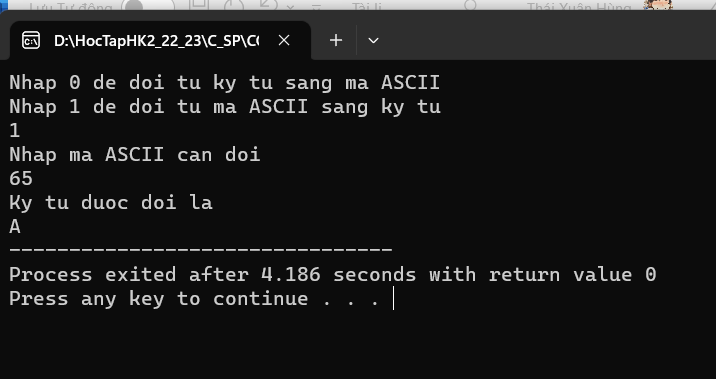 Lưu Tự động Tài li Thái Xuân Hùng
D:\HocTapHK2_22_23\C_SP\C
Nhap 0 de doi tu ky tu sang ma ASCII
Nhap 1 de doi tu ma ASCII sang ky tu
1
Nhap ma ASCII can doi
65
Ky tu duoc doi la
A
--------------------------------
Process exited after 4.186 seconds with return value 0
Press any key to continue . . .